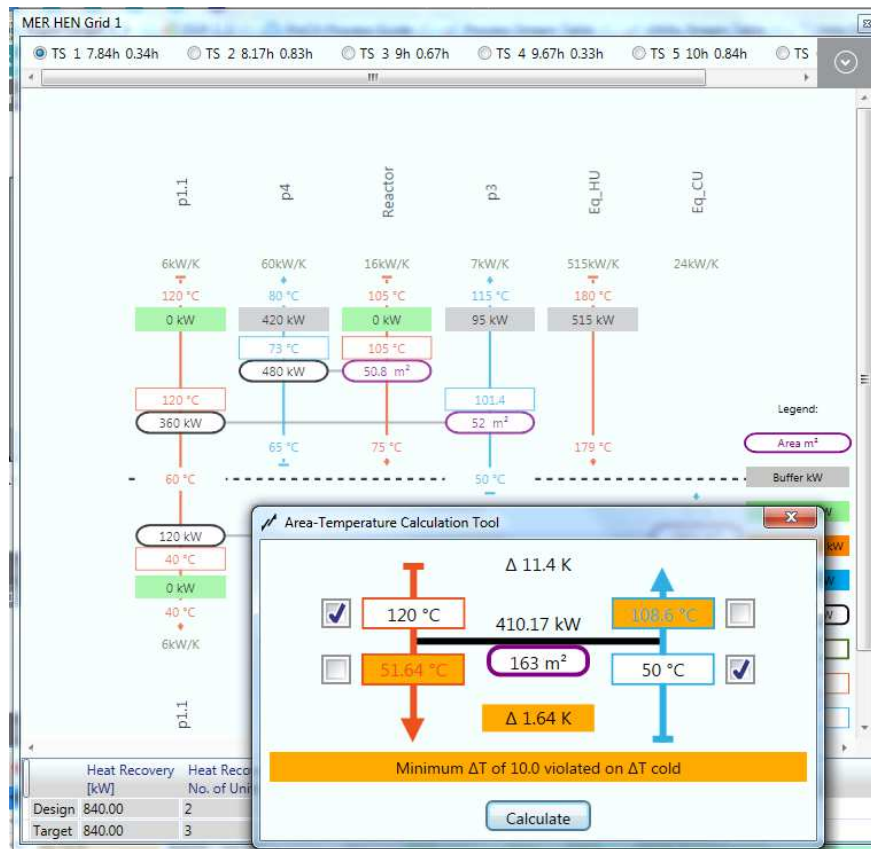 MER HEN Grid 1
TS 1 7.84h 0.34h TS 2 8.17h 0.83h TS 3 9h 0.67h TS 4 9.67h 0.33h TS 5 10h 0.84h TS
p1.1 p4 Reactor p3 Eq_HU Eq_CU
6kW/K 60kW/K 16kW/K 7kW/K 515kW/K 24kW/K
120 °C 80 °C 105 °C 115 °C 180 °C
0 kW 420 kW 0 kW 95 kW 515 kW
73 °C 105 °C
480 kW 50.8 m²
120 °C 101.4
360 kW 52 m²
Legend:
Area m²
65 °C 75 °C 179 °C
60 °C 50 °C
Buffer kW
120 kW
40 °C
0 kW
40 °C
6kW/K
p1.1
kW
Area-Temperature Calculation Tool
Δ 11.4 K
120 °C 410.17 kW 108.6 °C
51.64 °C 163 m² 50 °C
Δ 1.64 K
Minimum ΔT of 10.0 violated on ΔT cold
Calculate
Heat Recovery Heat Reco
[kW] No. of Uni
Design 840.00 2
Target 840.00 3